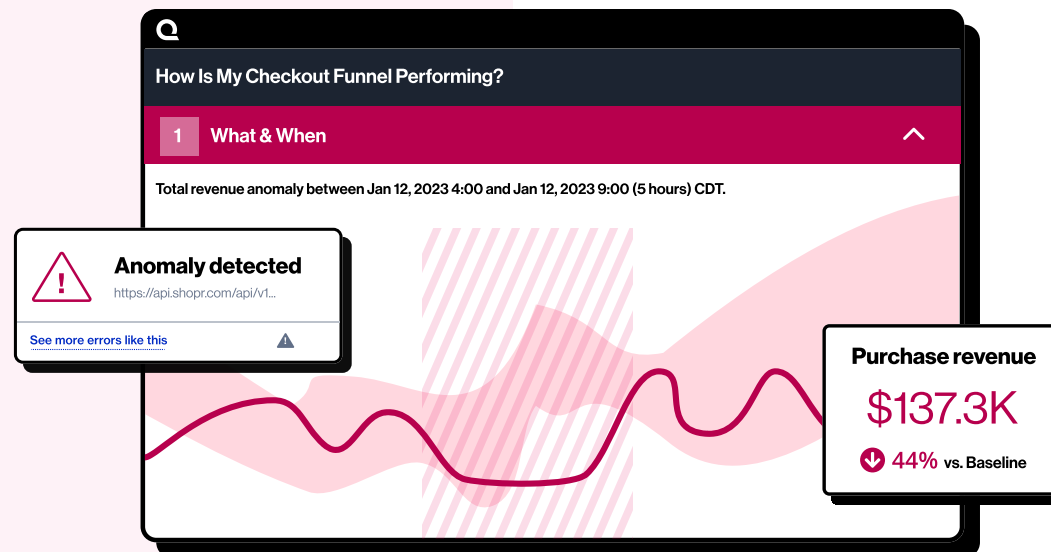 How Is My Checkout Funnel Performing?
1 What & When
Total revenue anomaly between Jan 12, 2023 4:00 and Jan 12, 2023 9:00 (5 hours) CDT.
Anomaly detected
https://api.shopr.com/api/v1...
See more errors like this
Purchase revenue
$137.3K
44% vs. Baseline